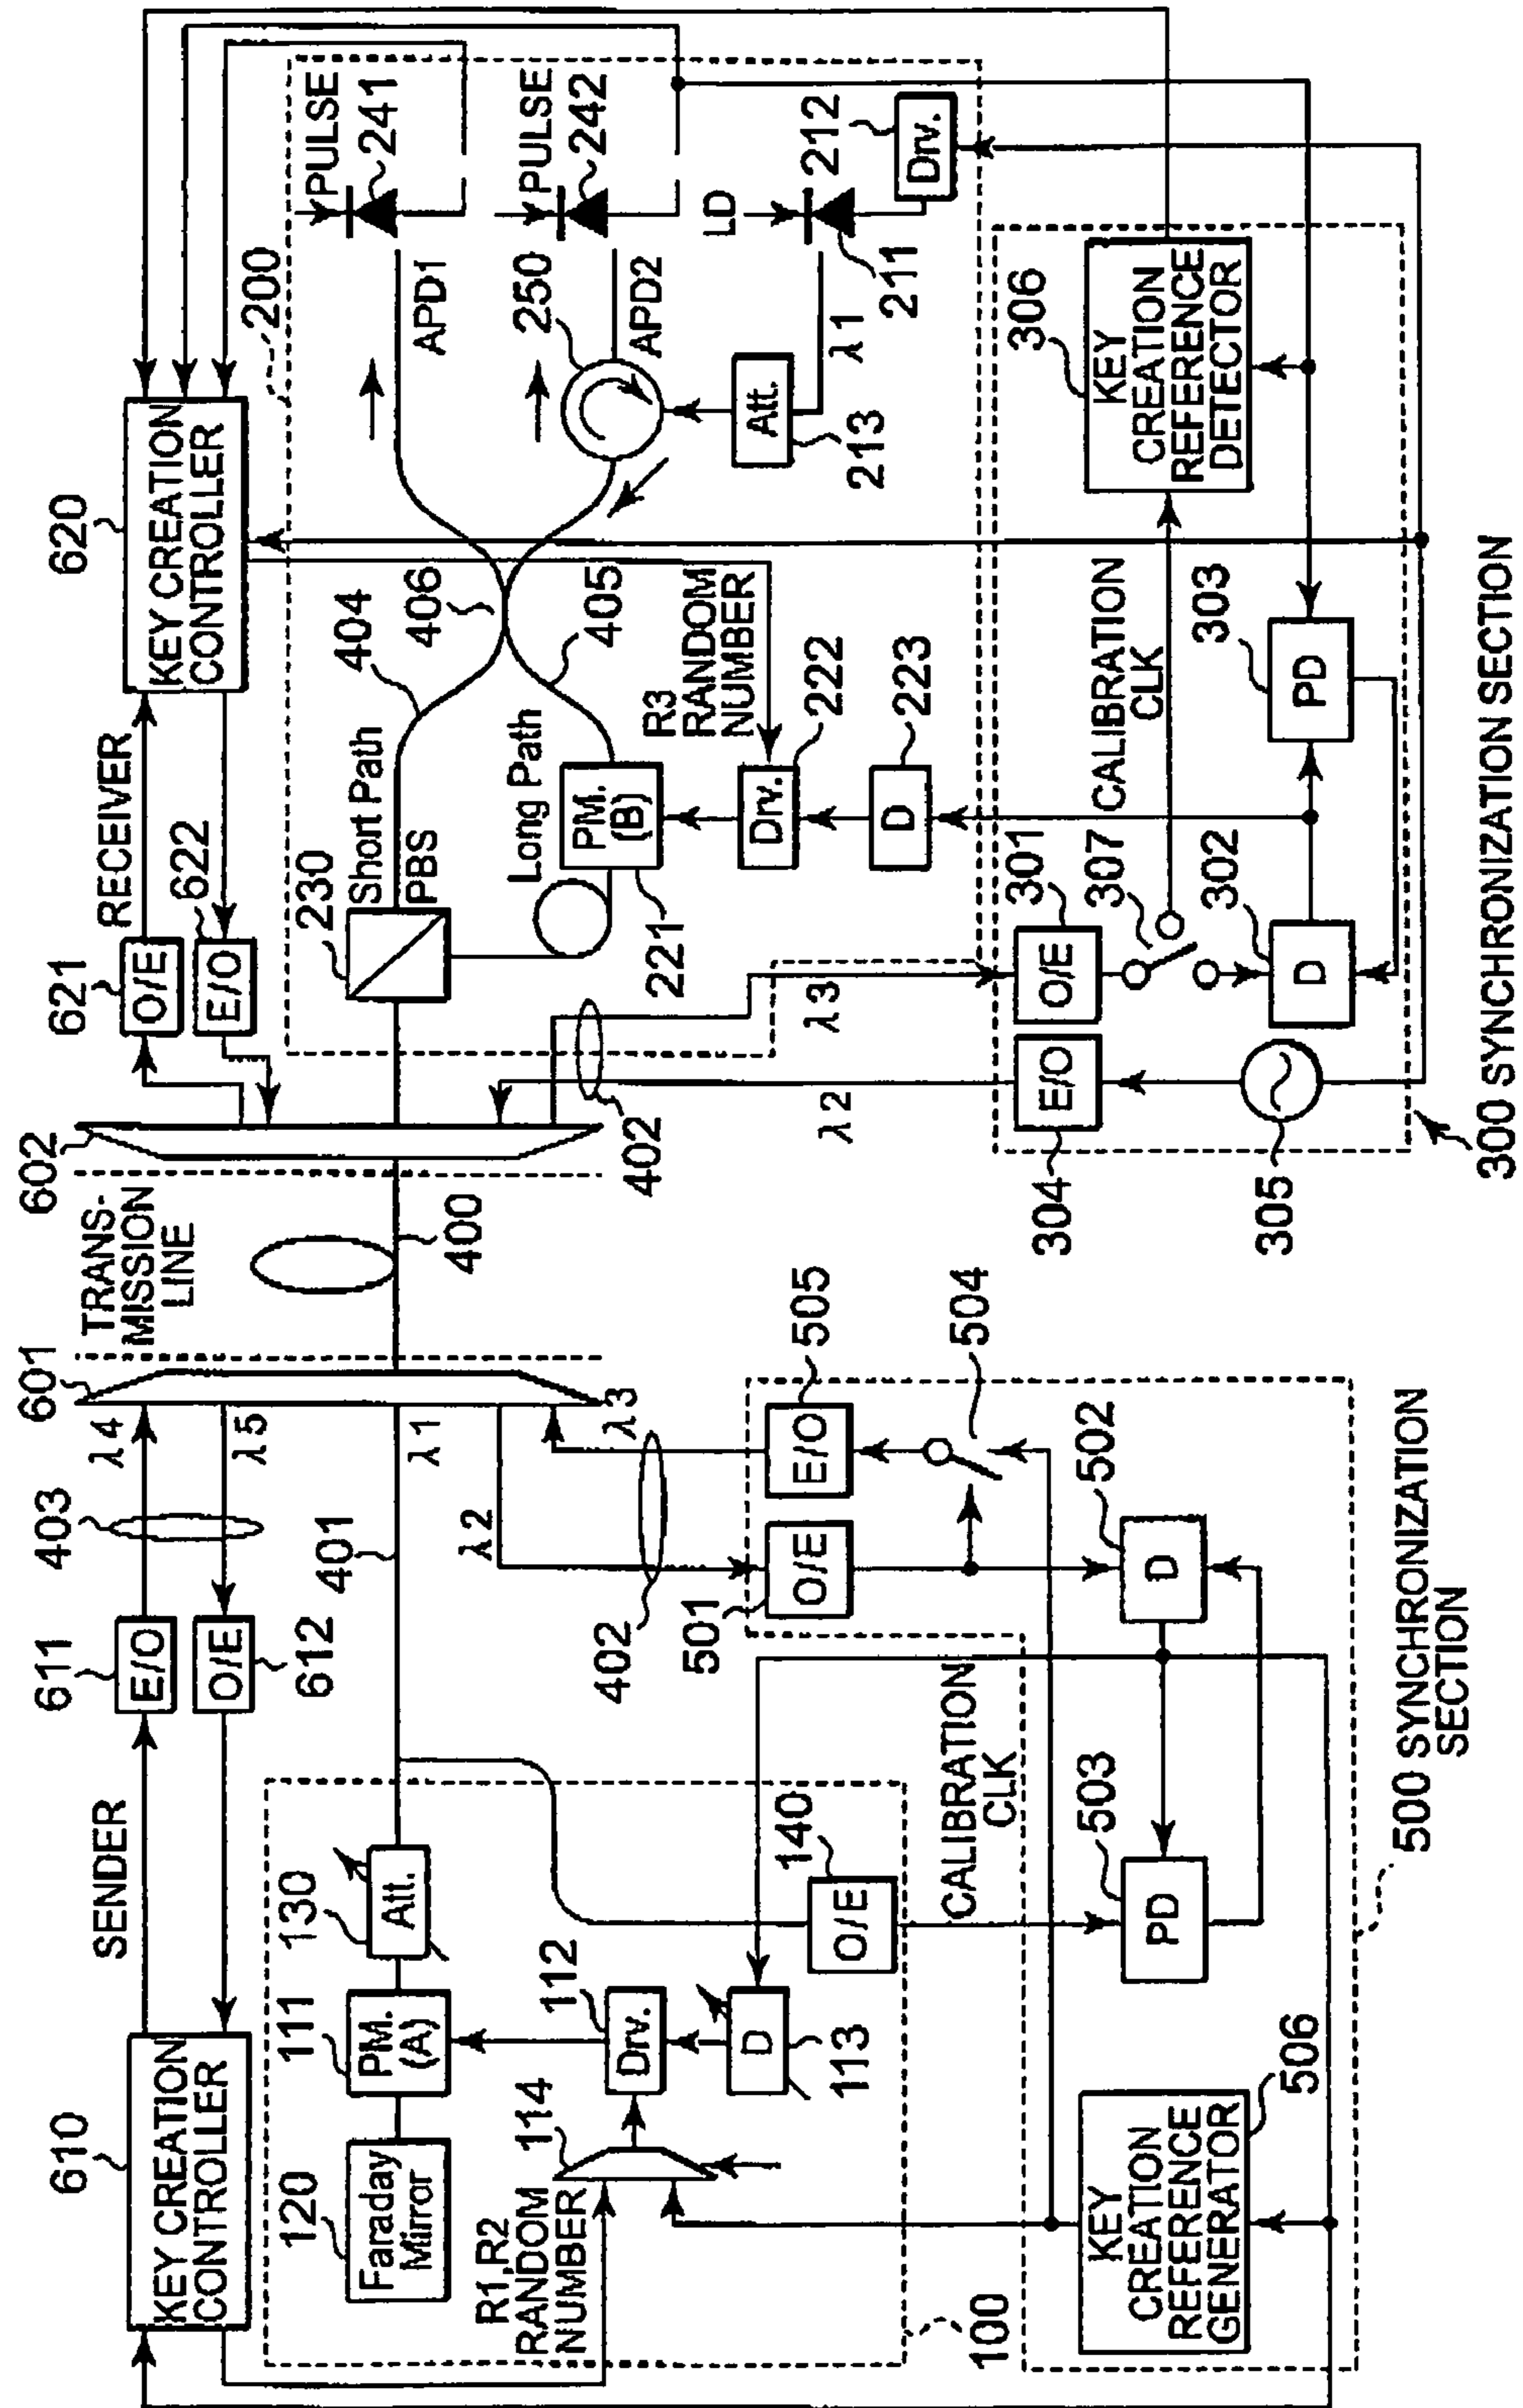 610
KEY CREATION
CONTROLLER
SENDER
611
E/O
O/E
612
403
λ4
λ5
601
TRANS-
MISSION
LINE
400
602
621
O/E
E/O
622
RECEIVER
620
KEY CREATION
CONTROLLER
120
Faraday
Mirror
111
PM.
(A)
130
Att.
401
λ1
R1,R2
RANDOM
NUMBER
114
112
Drv.
D
113
140
O/E
100
λ2
λ3
402
501
O/E
505
E/O
504
502
D
503
PD
CALIBRATION
CLK
KEY
CREATION
REFERENCE
GENERATOR
506
500 SYNCHRONIZATION
SECTION
230
Short Path
PBS
404
406
405
Long Path
PM.
(B)
221
R3
RANDOM
NUMBER
Drv.
222
D
223
200
PULSE
241
APD1
PULSE
242
250
APD2
LD
211
212
Drv.
λ1
Att.
213
402
λ2
λ3
304
E/O
301
O/E
307
302
D
305
303
PD
CALIBRATION
CLK
306
KEY
CREATION
REFERENCE
DETECTOR
300 SYNCHRONIZATION SECTION